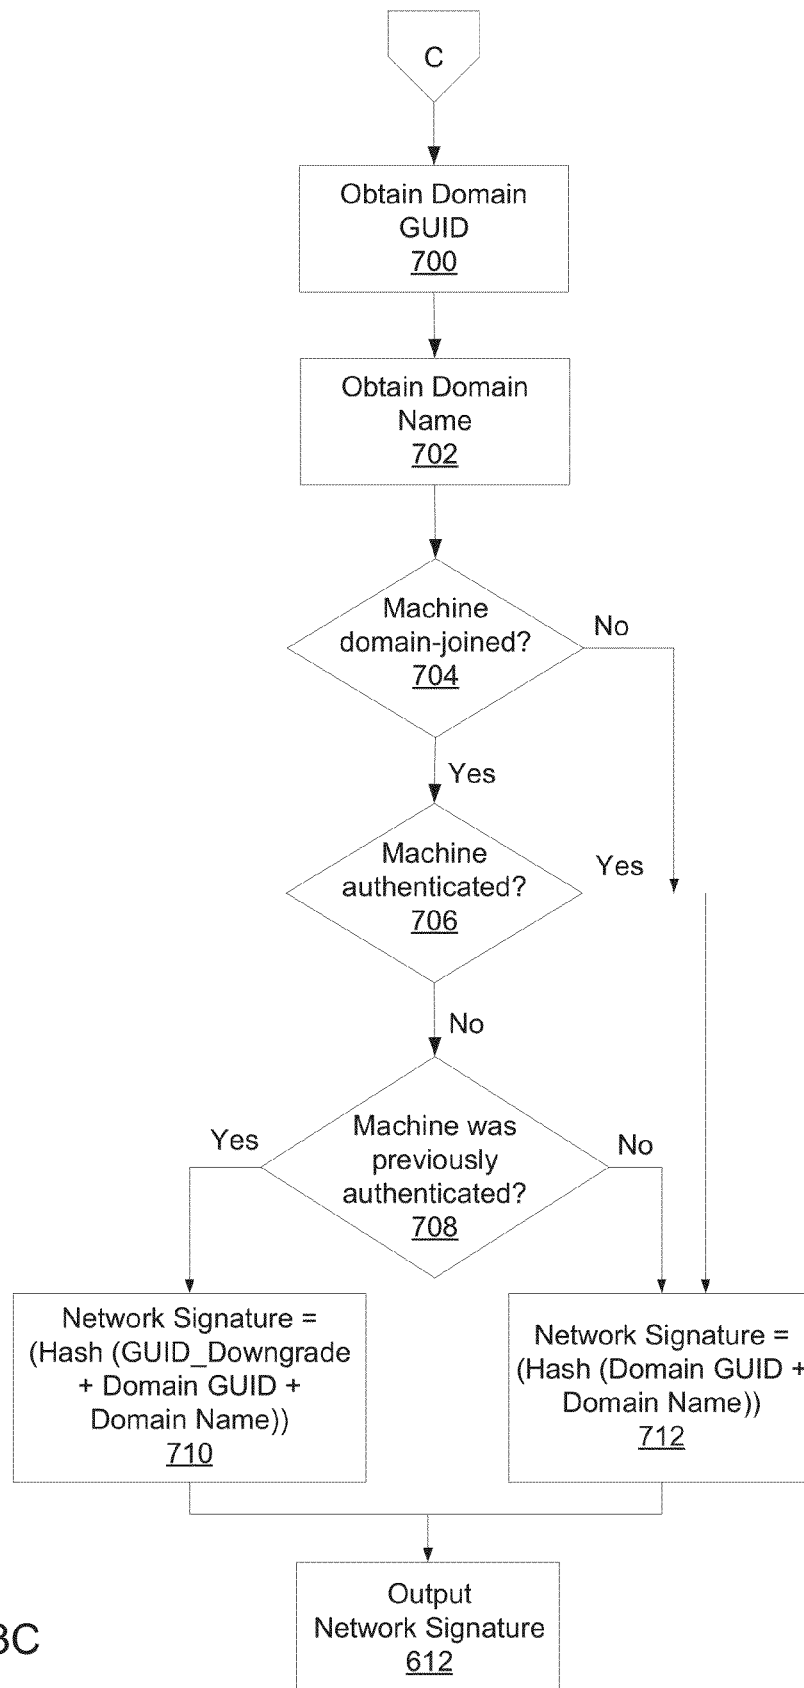 C
Obtain Domain
GUID
700
Obtain Domain
Name
702
Machine
domain-joined?
704
No
Yes
Machine
authenticated?
706
Yes
No
Machine was
previously
authenticated?
708
Yes
No
Network Signature =
(Hash (GUID_Downgrade
+ Domain GUID +
Domain Name))
710
Network Signature =
(Hash (Domain GUID +
Domain Name))
712
Output
Network Signature
612
3C